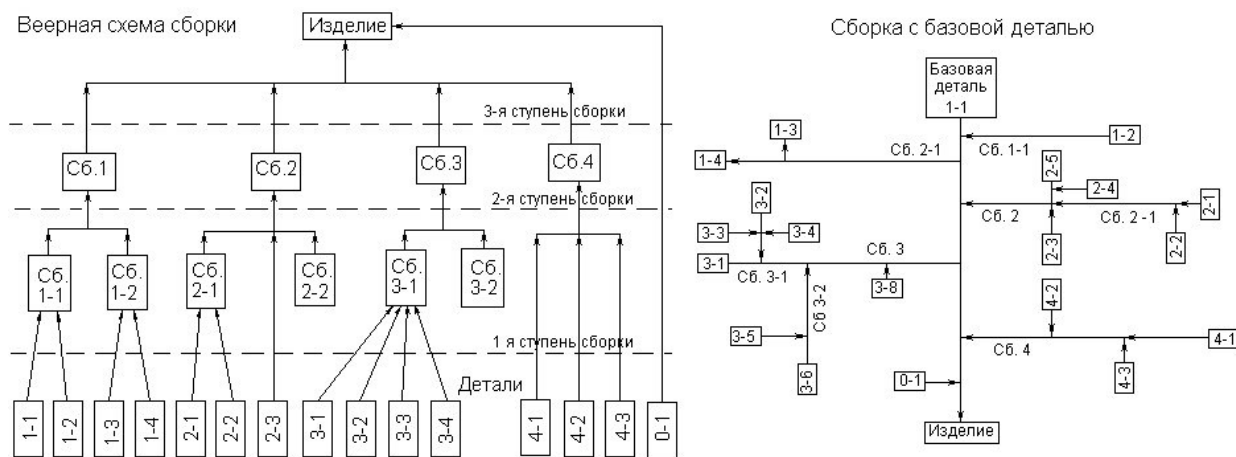 Веерная схема сборки
Изделие
3-я ступень сборки
Сб.1
Сб.2
Сб.3
Сб.4
2-я ступень сборки
Сб.
1-1
Сб.
1-2
Сб.
2-1
Сб.
2-2
Сб.
3-1
Сб.
3-2
1 я ступень сборки
Детали
1-1
1-2
1-3
1-4
2-1
2-2
2-3
3-1
3-2
3-3
3-4
4-1
4-2
4-3
0-1
Сборка с базовой деталью
Базовая
деталь
1-1
1-3
1-2
1-4
Сб. 2-1
Сб. 1-1
2-5
2-4
3-2
2-1
Сб. 2
Сб. 2 -1
3-3
3-4
2-3
2-2
3-1
Сб. 3
Сб. 3-1
3-8
Сб 3-2
4-2
3-5
4-1
Сб. 4
3-6
4-3
0-1
Изделие